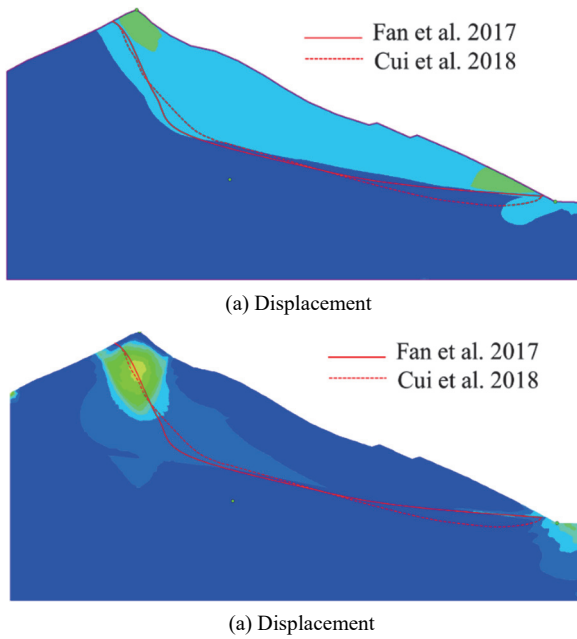 Fan et al. 2017
Cui et al. 2018
(a) Displacement
Fan et al. 2017
Cui et al. 2018
(a) Displacement